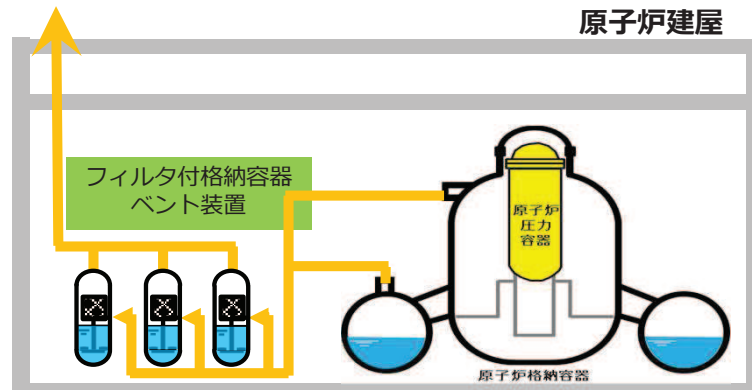 原子炉建屋
フィルタ付格納容器
ベント装置
原子炉
圧力
容器
原子炉格納容器